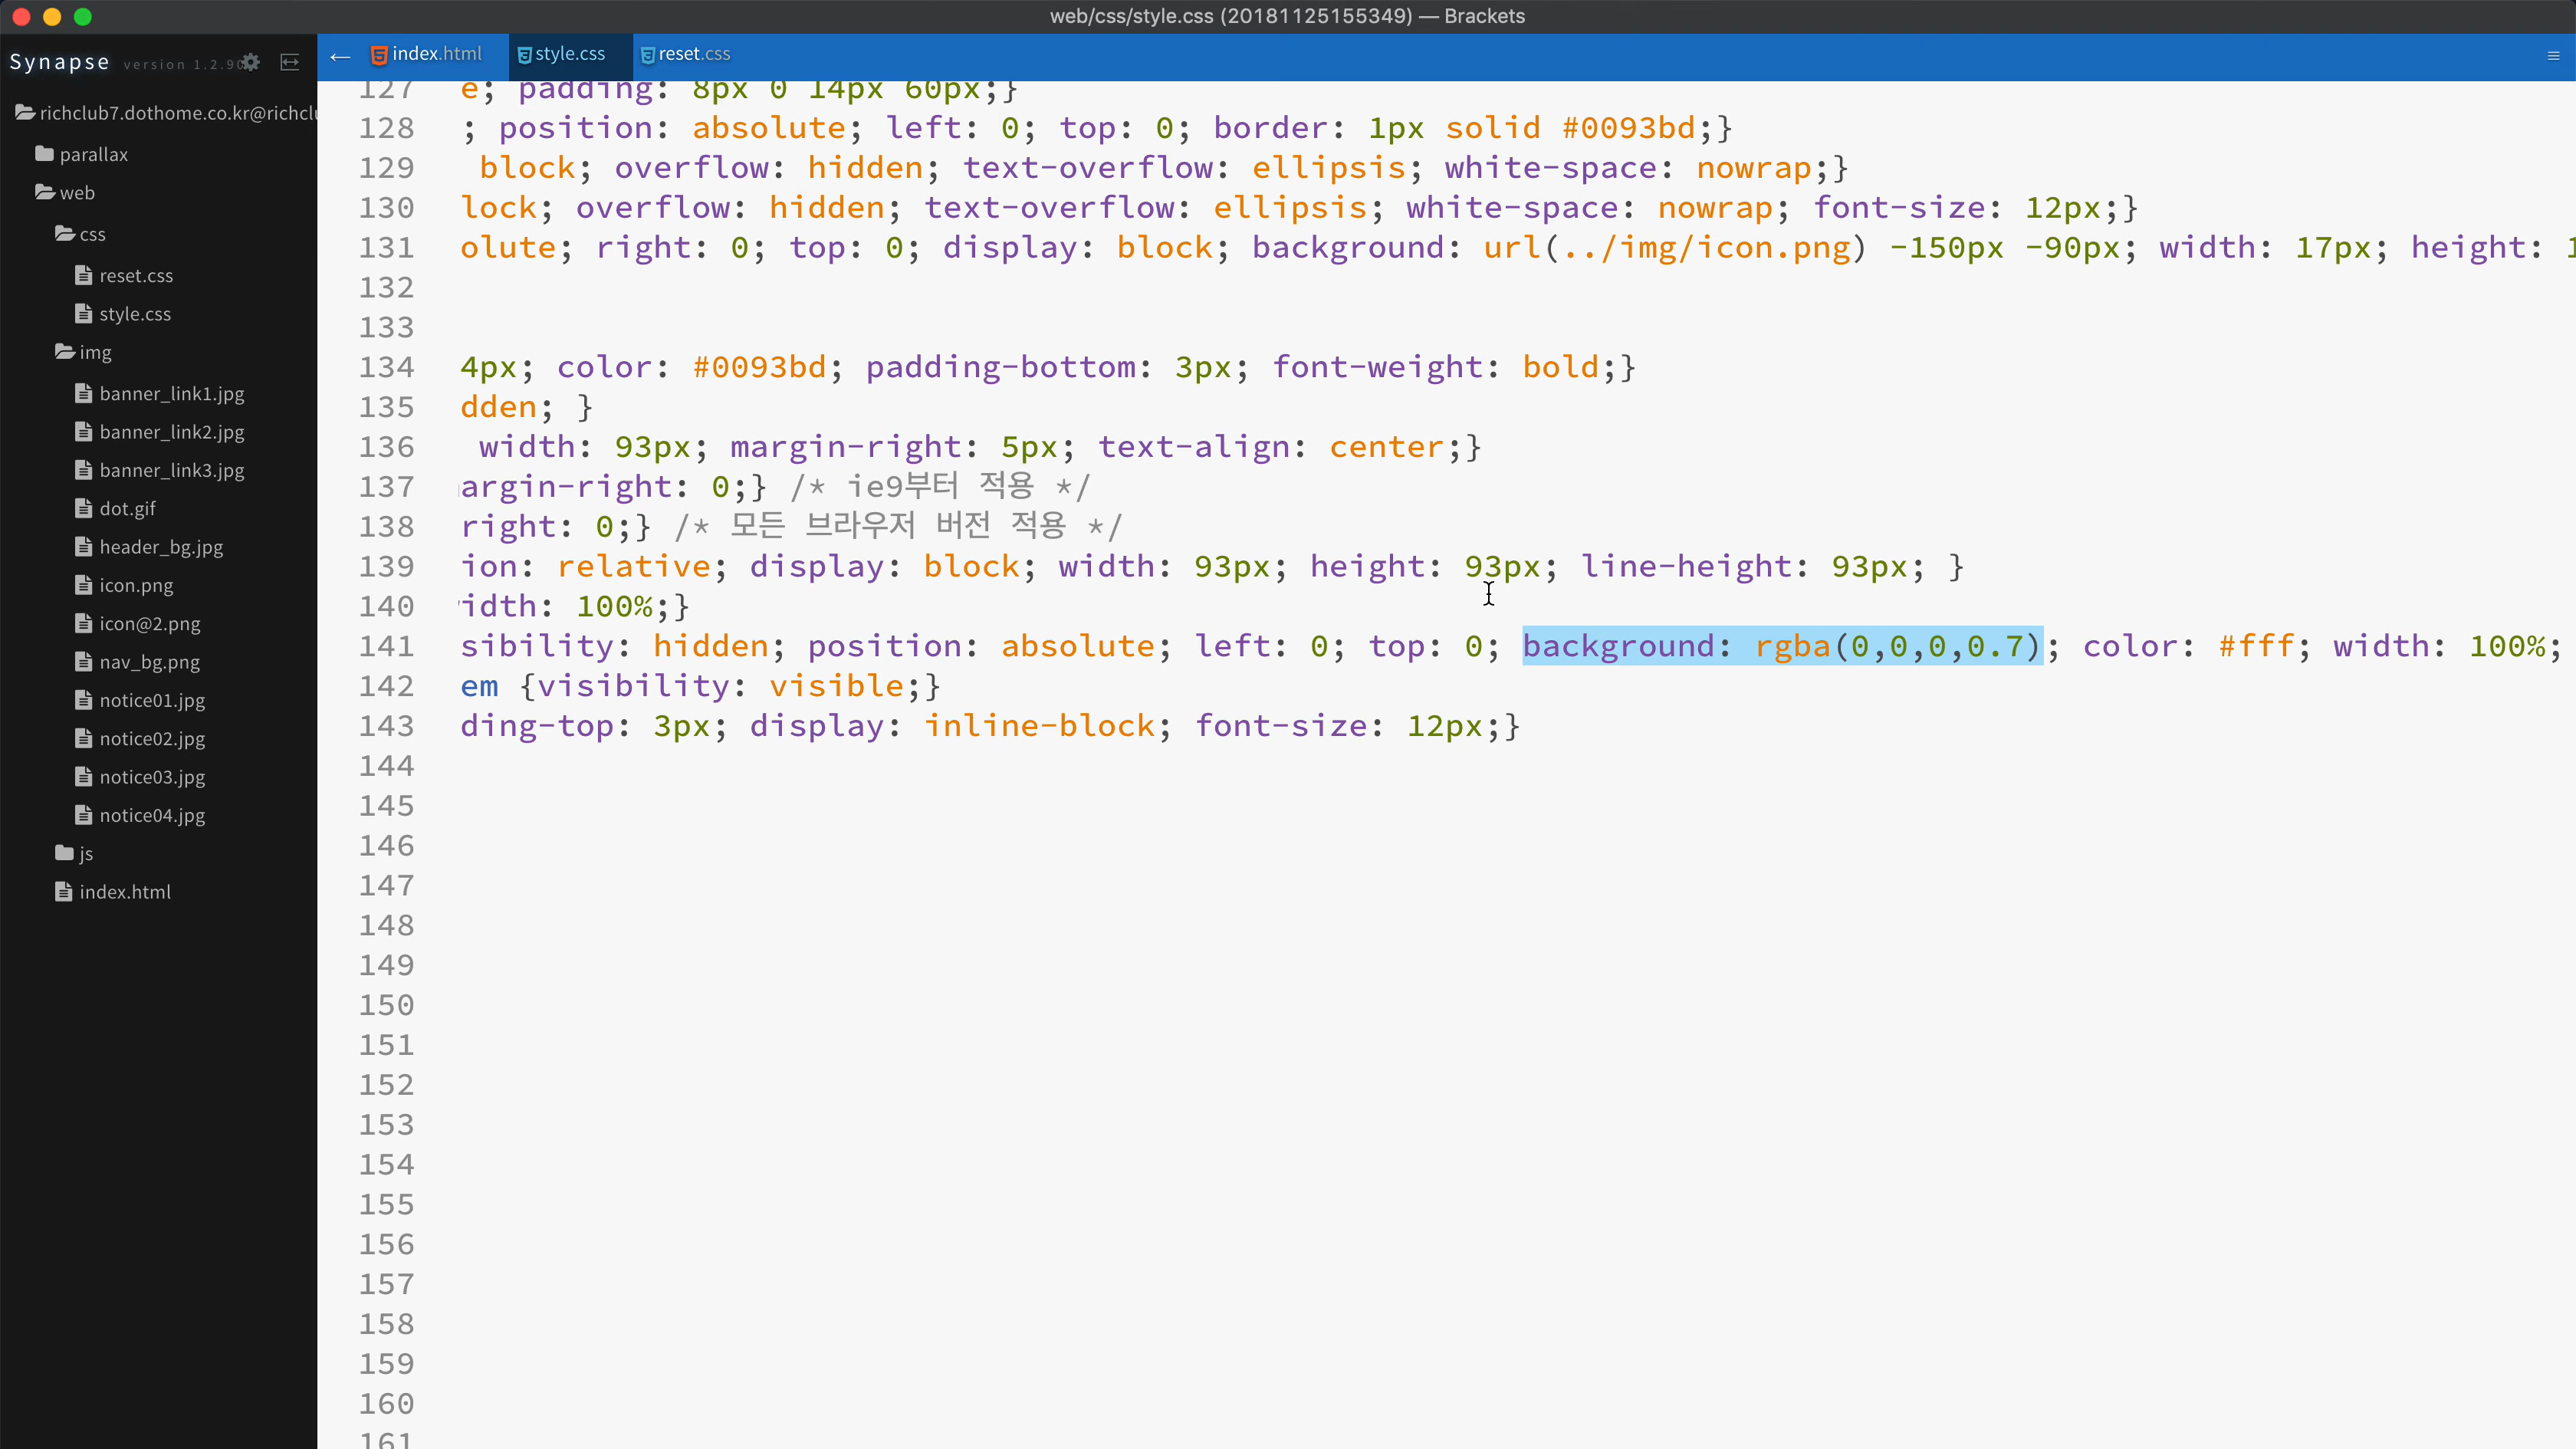 web/css/style.css (20181125155349) — Brackets
Synapse version 1.2.90
← index.html style.css reset.css
richclub7.dothome.co.kr@richclu
parallax
web
css
reset.css
style.css
img
banner_link1.jpg
banner_link2.jpg
banner_link3.jpg
dot.gif
header_bg.jpg
icon.png
icon@2.png
nav_bg.png
notice01.jpg
notice02.jpg
notice03.jpg
notice04.jpg
js
index.html
127 e; padding: 8px 0 14px 60px;}
128 ; position: absolute; left: 0; top: 0; border: 1px solid #0093bd;}
129 block; overflow: hidden; text-overflow: ellipsis; white-space: nowrap;}
130 lock; overflow: hidden; text-overflow: ellipsis; white-space: nowrap; font-size: 12px;}
131 olute; right: 0; top: 0; display: block; background: url(../img/icon.png) -150px -90px; width: 17px; height: 1
132
133
134 4px; color: #0093bd; padding-bottom: 3px; font-weight: bold;}
135 dden; }
136 width: 93px; margin-right: 5px; text-align: center;}
137 argin-right: 0;} /* ie9부터 적용 */
138 right: 0;} /* 모든 브라우저 버전 적용 */
139 ion: relative; display: block; width: 93px; height: 93px; line-height: 93px; }
140 idth: 100%;}
141 sibility: hidden; position: absolute; left: 0; top: 0; background: rgba(0,0,0,0.7); color: #fff; width: 100%;
142 em {visibility: visible;}
143 ding-top: 3px; display: inline-block; font-size: 12px;}
144
145
146
147
148
149
150
151
152
153
154
155
156
157
158
159
160
161